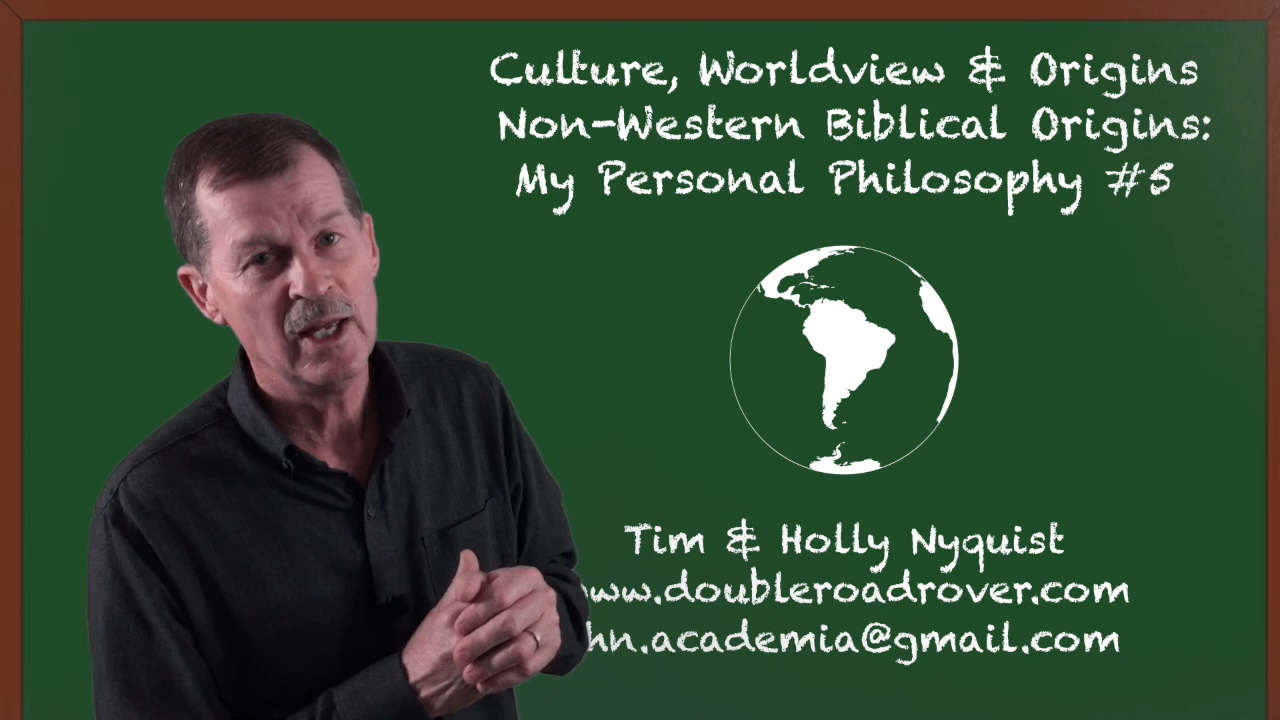 Culture, Worldview & Origins
Non-Western Biblical Origins:
My Personal Philosophy #5
Tim & Holly Nyquist
ww.doubleroadrover.com
hn.academia@gmail.com